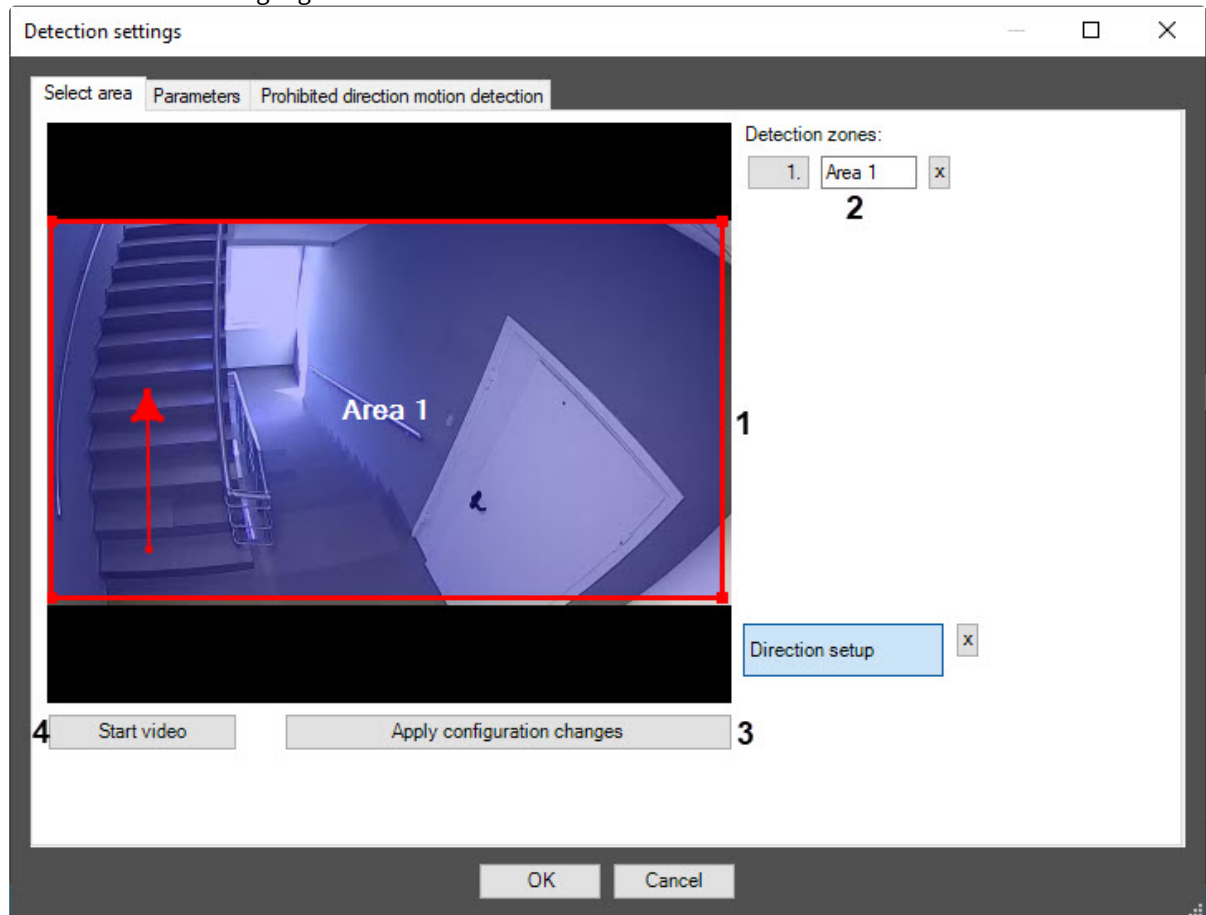 Detection settings
Select area Parameters Prohibited direction motion detection
Detection zones:
1. Area 1 x
2
Area 1
1
Direction setup x
4 Start video Apply configuration changes 3
OK Cancel